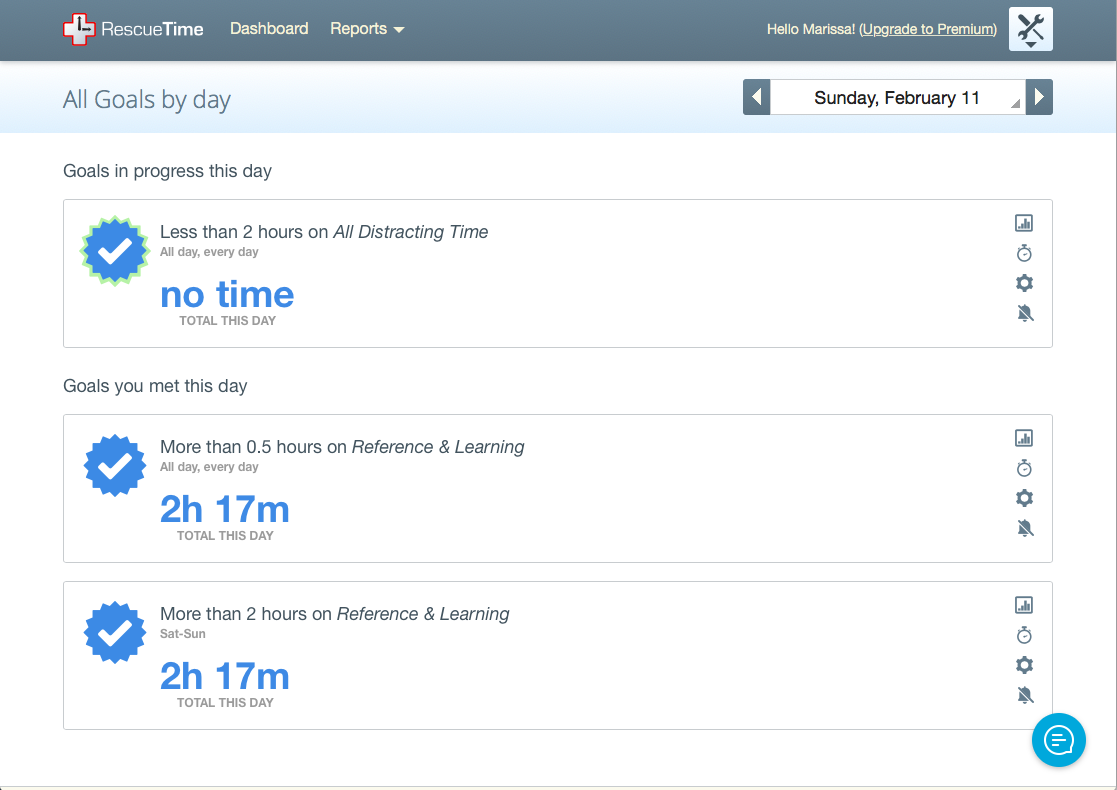 RescueTime Dashboard Reports Hello Marissa! (Upgrade to Premium)
All Goals by day Sunday, February 11
Goals in progress this day
Less than 2 hours on All Distracting Time
All day, every day
no time
TOTAL THIS DAY
Goals you met this day
More than 0.5 hours on Reference & Learning
All day, every day
2h 17m
TOTAL THIS DAY
More than 2 hours on Reference & Learning
Sat-Sun
2h 17m
TOTAL THIS DAY